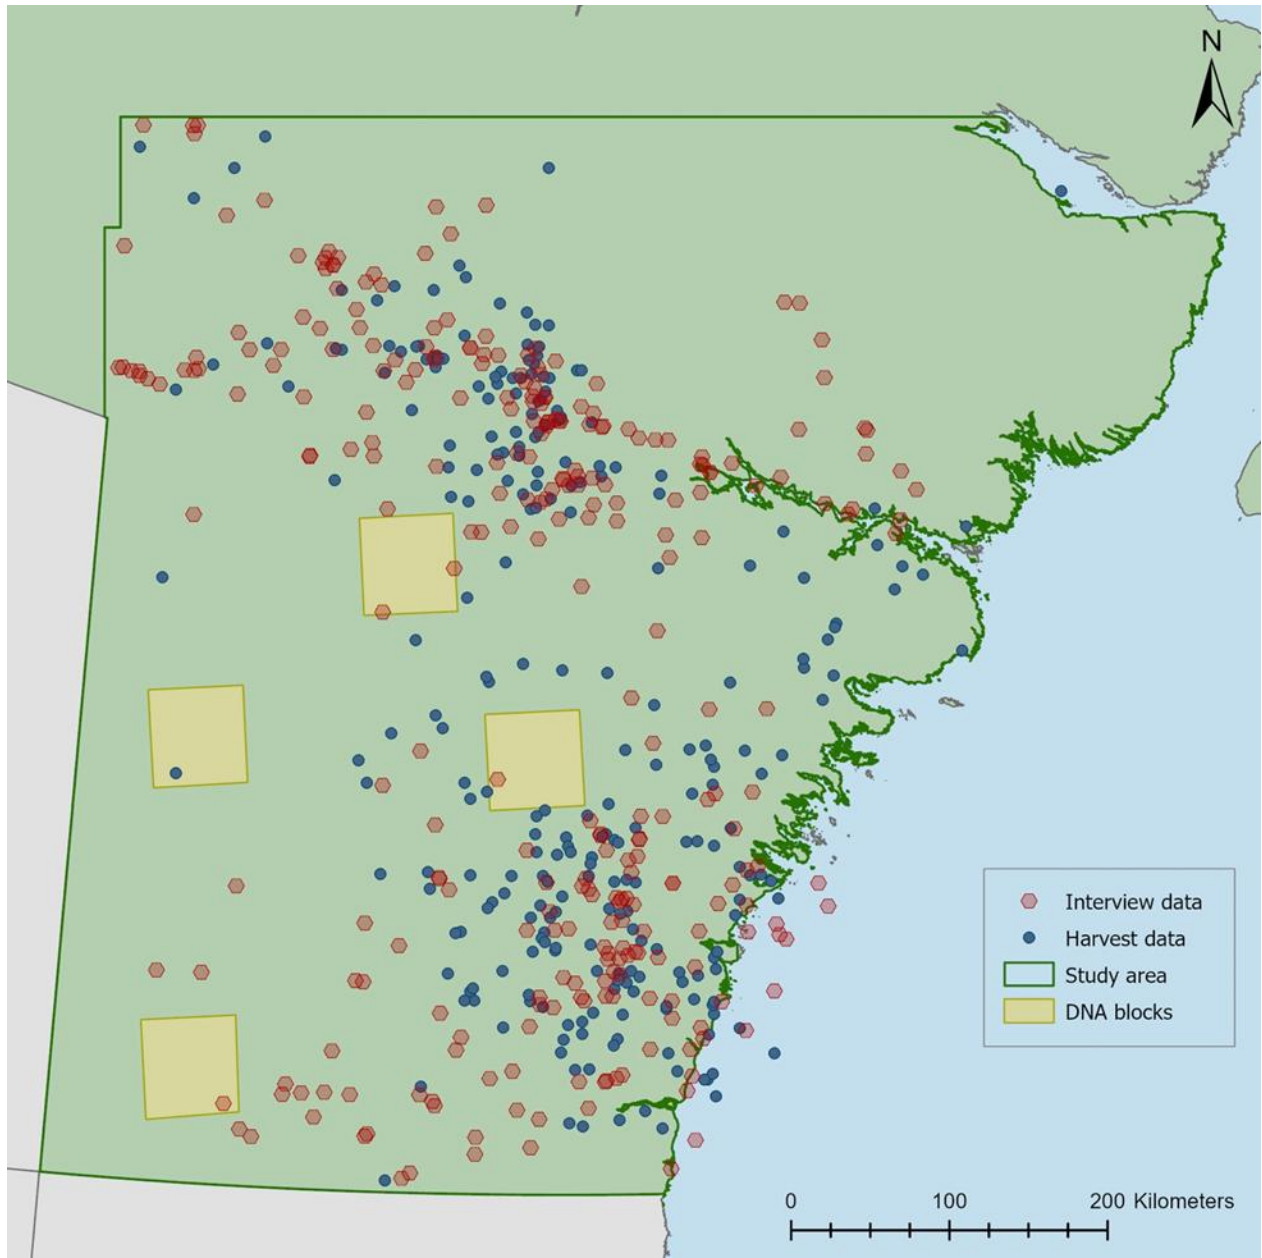 N
Interview data
Harvest data
Study area
DNA blocks
0 100 200 Kilometers